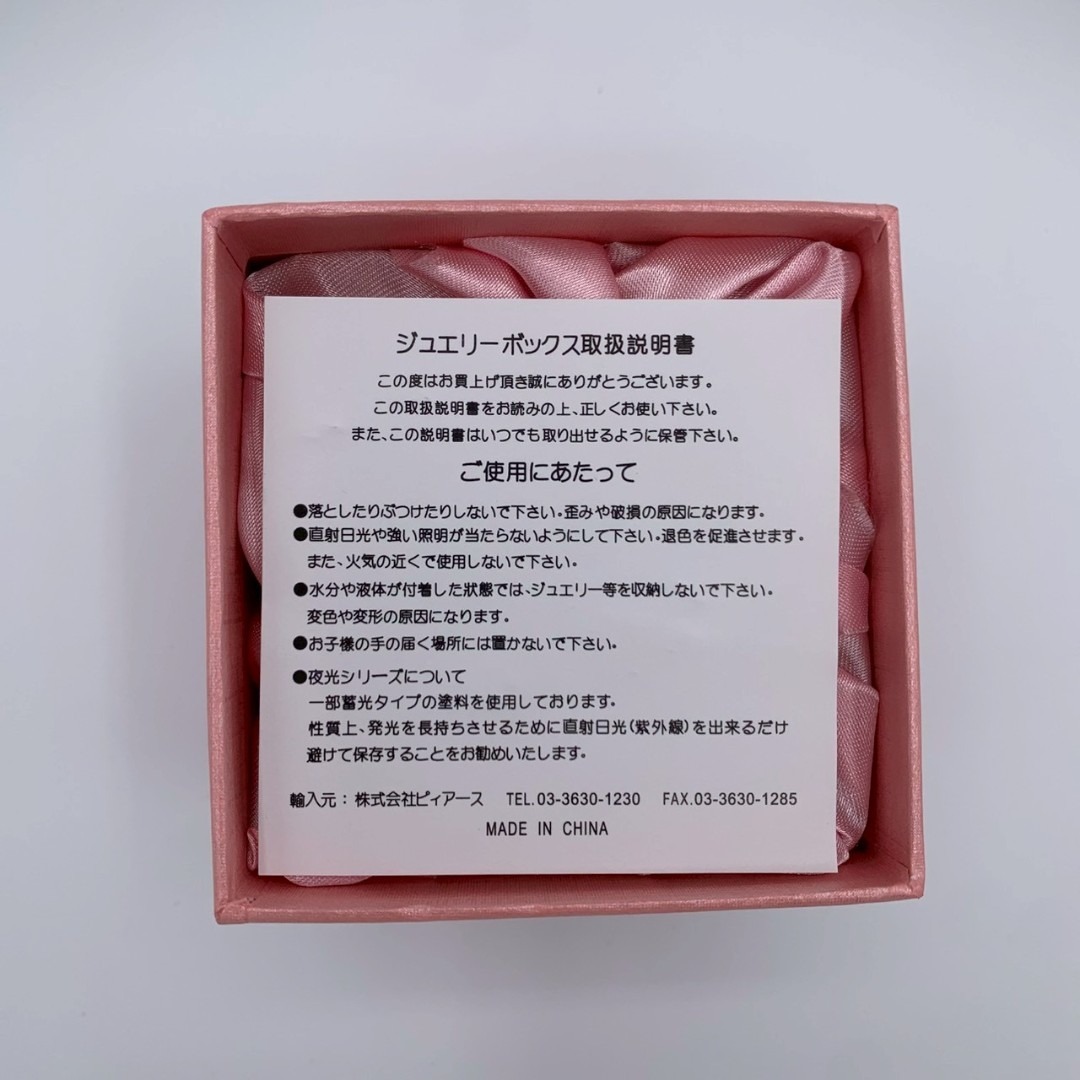 ジュエリーボックス取扱説明書
この度はお買上げ頂き誠にありがとうございます。
この取扱説明書をお読みの上、正しくお使い下さい。
また、この説明書はいつでも取り出せるように保管下さい。
ご使用にあたって
●落としたりぶつけたりしないで下さい。歪みや破損の原因になります。
●直射日光や強い照明が当たらないようにして下さい。退色を促進させます。
また、火気の近くで使用しないで下さい。
●水分や液体が付着した状態では、ジュエリー等を収納しないで下さい。
変色や変形の原因になります。
●お子様の手の届く場所には置かないで下さい。
●夜光シリーズについて
一部蓄光タイプの塗料を使用しております。
性質上、発光を長持ちさせるために直射日光(紫外線)を出来るだけ
避けて保存することをお勧めいたします。
輸入元：株式会社ピィアース TEL.03-3630-1230 FAX.03-3630-1285
MADE IN CHINA